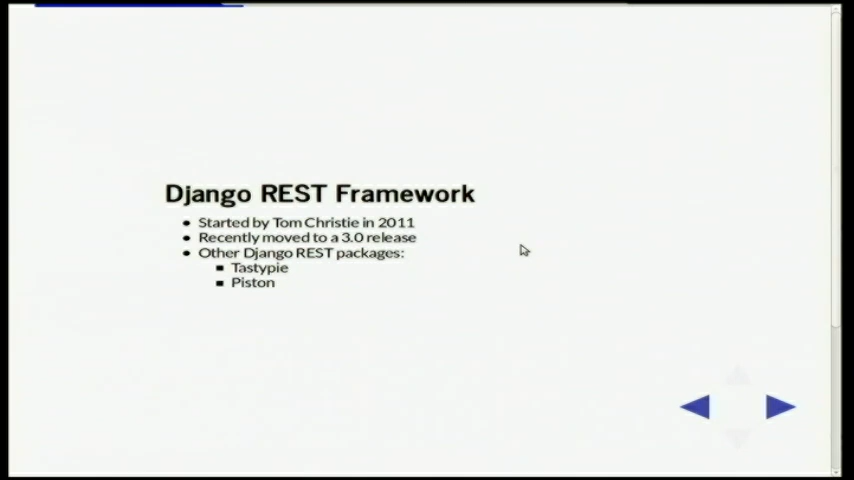 Django REST Framework
Started by Tom Christie in 2011
Recently moved to a 3.0 release
Other Django REST packages:
Tastypie
Piston